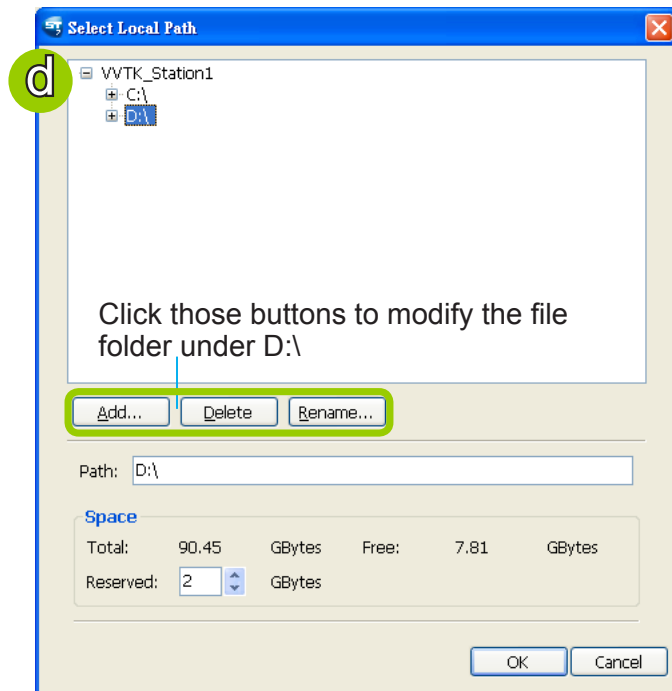 Select Local Path
d
VVTK_Station1
C:\
D:\
Click those buttons to modify the file
folder under D:\
Add... Delete Rename...
Path: D:\
Space
Total: 90.45 GBytes Free: 7.81 GBytes
Reserved: 2 GBytes
OK Cancel